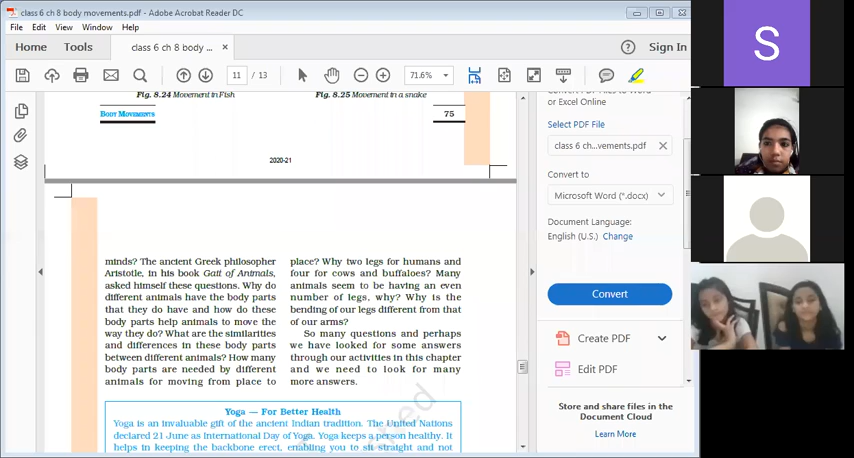 class 6 ch 8 body movements.pdf - Adobe Acrobat Reader DC
File Edit View Window Help
Home Tools class 6 ch 8 body ... × Sign In
11 / 13 71.6%
Fig. 8.24 Movement in Fish Fig. 8.25 Movement in a snake
BODY MOVEMENTS 75
2020-21
minds? The ancient Greek philosopher
Aristotle, in his book Gait of Animals,
asked himself these questions. Why do
different animals have the body parts
that they do have and how do these
body parts help animals to move the
way they do? What are the similarities
and differences in these body parts
between different animals? How many
body parts are needed by different
animals for moving from place to
place? Why two legs for humans and
four for cows and buffaloes? Many
animals seem to be having an even
number of legs, why? Why is the
bending of our legs different from that
of our arms?
So many questions and perhaps
we have looked for some answers
through our activities in this chapter
and we need to look for many
more answers.
Yoga — For Better Health
Yoga is an invaluable gift of the ancient Indian tradition. The United Nations
declared 21 June as International Day of Yoga. Yoga keeps a person healthy. It
helps in keeping the backbone erect, enabling you to sit straight and not
Convert PDF Files to Word
or Excel Online
Select PDF File
class 6 ch...vements.pdf
Convert to
Microsoft Word (*.docx)
Document Language:
English (U.S.) Change
Convert
Create PDF
Edit PDF
Store and share files in the
Document Cloud
Learn More
S